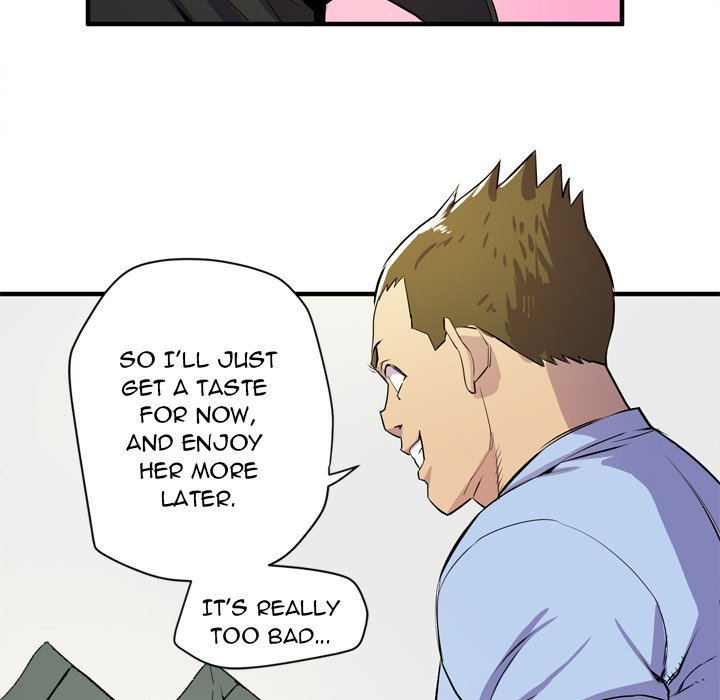 SO I'LL JUST
GET A TASTE
FOR NOW,
AND ENJOY
HER MORE
LATER.
IT'S REALLY
TOO BAD...